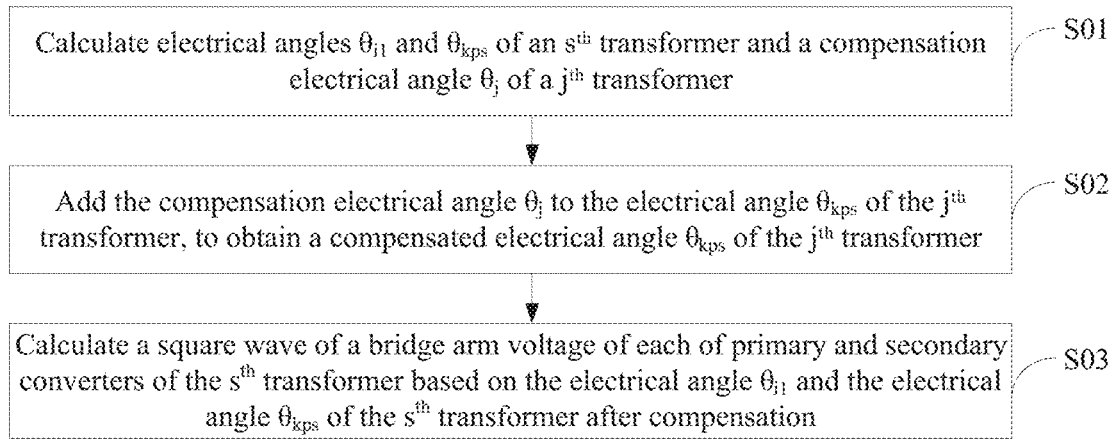 Calculate electrical angles θj1 and θkps of an sth transformer and a compensation
electrical angle θj of a jth transformer
S01
Add the compensation electrical angle θj to the electrical angle θkps of the jth
transformer, to obtain a compensated electrical angle θkps of the jth transformer
S02
Calculate a square wave of a bridge arm voltage of each of primary and secondary
converters of the sth transformer based on the electrical angle θj1 and the electrical
angle θkps of the sth transformer after compensation
S03